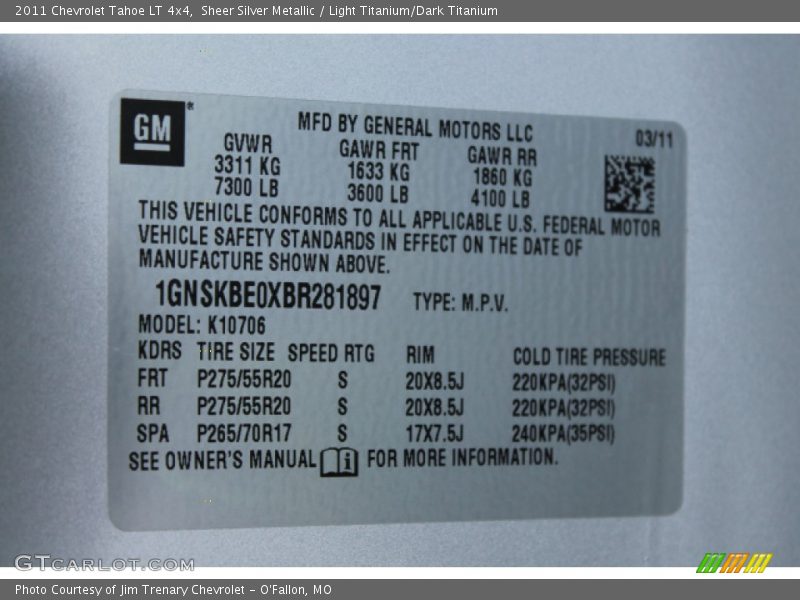 2011 Chevrolet Tahoe LT 4x4, Sheer Silver Metallic / Light Titanium/Dark Titanium
GM
MFD BY GENERAL MOTORS LLC
03/11
GVWR GAWR FRT GAWR RR
3311 KG 1633 KG 1860 KG
7300 LB 3600 LB 4100 LB
THIS VEHICLE CONFORMS TO ALL APPLICABLE U.S. FEDERAL MOTOR
VEHICLE SAFETY STANDARDS IN EFFECT ON THE DATE OF
MANUFACTURE SHOWN ABOVE.
1GNSKBE0XBR281897 TYPE: M.P.V.
MODEL: K10706
KDRS TIRE SIZE SPEED RTG RIM COLD TIRE PRESSURE
FRT P275/55R20 S 20X8.5J 220KPA(32PSI)
RR P275/55R20 S 20X8.5J 220KPA(32PSI)
SPA P265/70R17 S 17X7.5J 240KPA(35PSI)
SEE OWNER'S MANUAL FOR MORE INFORMATION.
GTcarlot.com
Photo Courtesy of Jim Trenary Chevrolet - O'Fallon, MO